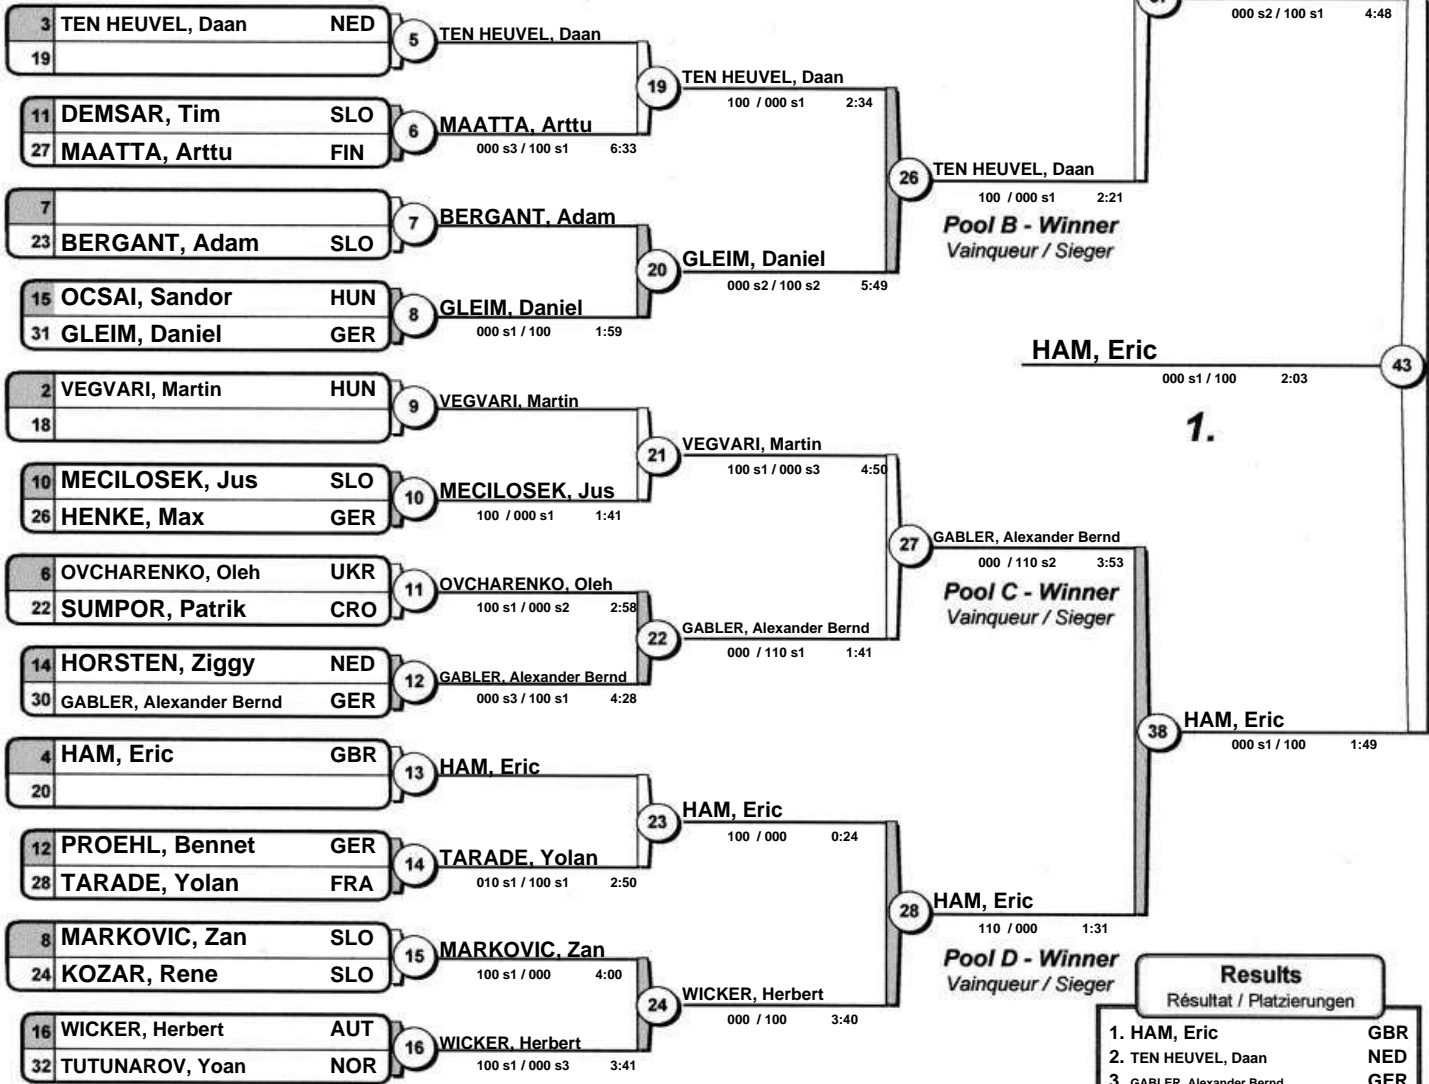 3 TEN HEUVEL, Daan NED
19
5 TEN HEUVEL, Daan
11 DEMSAR, Tim SLO
27 MAATTA, Arttu FIN
6 MAATTA, Arttu
000 s3 / 100 s1 6:33
19 TEN HEUVEL, Daan
100 / 000 s1 2:34
7
23 BERGANT, Adam SLO
7 BERGANT, Adam
15 OCSAI, Sandor HUN
31 GLEIM, Daniel GER
8 GLEIM, Daniel
000 s1 / 100 1:59
20 GLEIM, Daniel
000 s2 / 100 s2 5:49
26 TEN HEUVEL, Daan
100 / 000 s1 2:21
Pool B - Winner
Vainqueur / Sieger
000 s2 / 100 s1 4:48
2 VEGVARI, Martin HUN
18
9 VEGVARI, Martin
10 MECILOSEK, Jus SLO
26 HENKE, Max GER
10 MECILOSEK, Jus
100 / 000 s1 1:41
21 VEGVARI, Martin
100 s1 / 000 s3 4:50
6 OVCHARENKO, Oleh UKR
22 SUMPOR, Patrik CRO
11 OVCHARENKO, Oleh
100 s1 / 000 s2 2:58
14 HORSTEN, Ziggy NED
30 GABLER, Alexander Bernd GER
12 GABLER, Alexander Bernd
000 s3 / 100 s1 4:28
22 GABLER, Alexander Bernd
000 / 110 s1 1:41
27 GABLER, Alexander Bernd
000 / 110 s2 3:53
Pool C - Winner
Vainqueur / Sieger
HAM, Eric 43
000 s1 / 100 2:03
1.
4 HAM, Eric GBR
20
13 HAM, Eric
12 PROEHL, Bennet GER
28 TARADE, Yolan FRA
14 TARADE, Yolan
010 s1 / 100 s1 2:50
23 HAM, Eric
100 / 000 0:24
8 MARKOVIC, Zan SLO
24 KOZAR, Rene SLO
15 MARKOVIC, Zan
100 s1 / 000 4:00
16 WICKER, Herbert AUT
32 TUTUNAROV, Yoan NOR
16 WICKER, Herbert
100 s1 / 000 s3 3:41
24 WICKER, Herbert
000 / 100 3:40
28 HAM, Eric
110 / 000 1:31
Pool D - Winner
Vainqueur / Sieger
38 HAM, Eric
000 s1 / 100 1:49
Results
Résultat / Platzierungen
1. HAM, Eric GBR
2. TEN HEUVEL, Daan NED
3. GABLER, Alexander Bernd GER